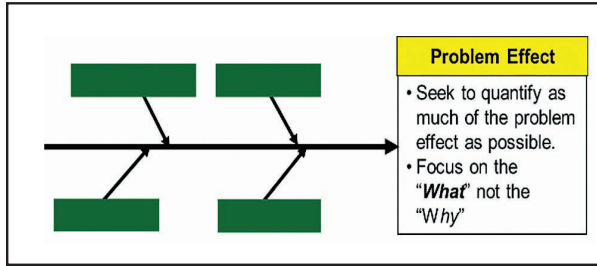 Problem Effect
• Seek to quantify as
much of the problem
effect as possible.
• Focus on the
“What” not the
“Why”